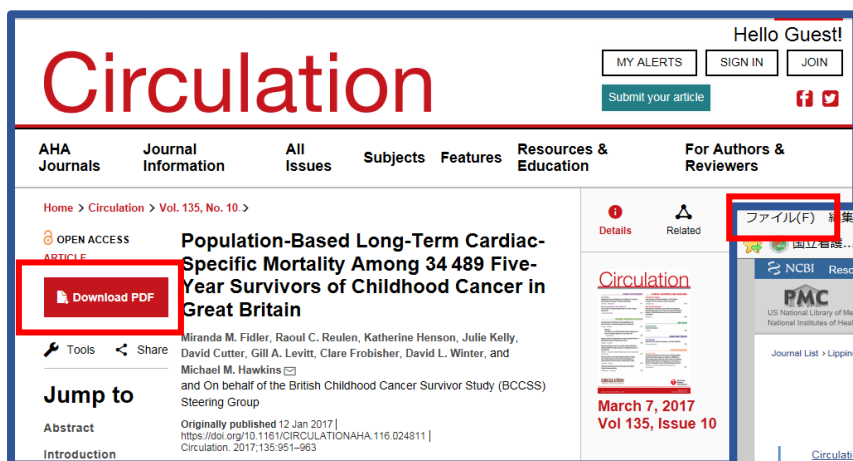 Hello Guest!
Circulation
MY ALERTS
SIGN IN
JOIN
Submit your article
AHA Journals
Journal Information
All Issues
Subjects
Features
Resources & Education
For Authors & Reviewers
Home > Circulation > Vol. 135, No. 10 >
OPEN ACCESS
ARTICLE
Download PDF
Tools
Share
Jump to
Abstract
Introduction
Population-Based Long-Term Cardiac-
Specific Mortality Among 34 489 Five-
Year Survivors of Childhood Cancer in
Great Britain
Miranda M. Fidler, Raoul C. Reulen, Katherine Henson, Julie Kelly,
David Cutter, Gill A. Levitt, Clare Frobisher, David L. Winter, and
Michael M. Hawkins
and On behalf of the British Childhood Cancer Survivor Study (BCCSS)
Steering Group
Originally published 12 Jan 2017 |
https://doi.org/10.1161/CIRCULATIONAHA.116.024811 |
Circulation. 2017;135:951–963
Details
Related
Circulation
March 7, 2017
Vol 135, Issue 10
ファイル(F) 編集
国立看護...
NCBI
PMC
US National Library of
National Institutes of
Journal List >